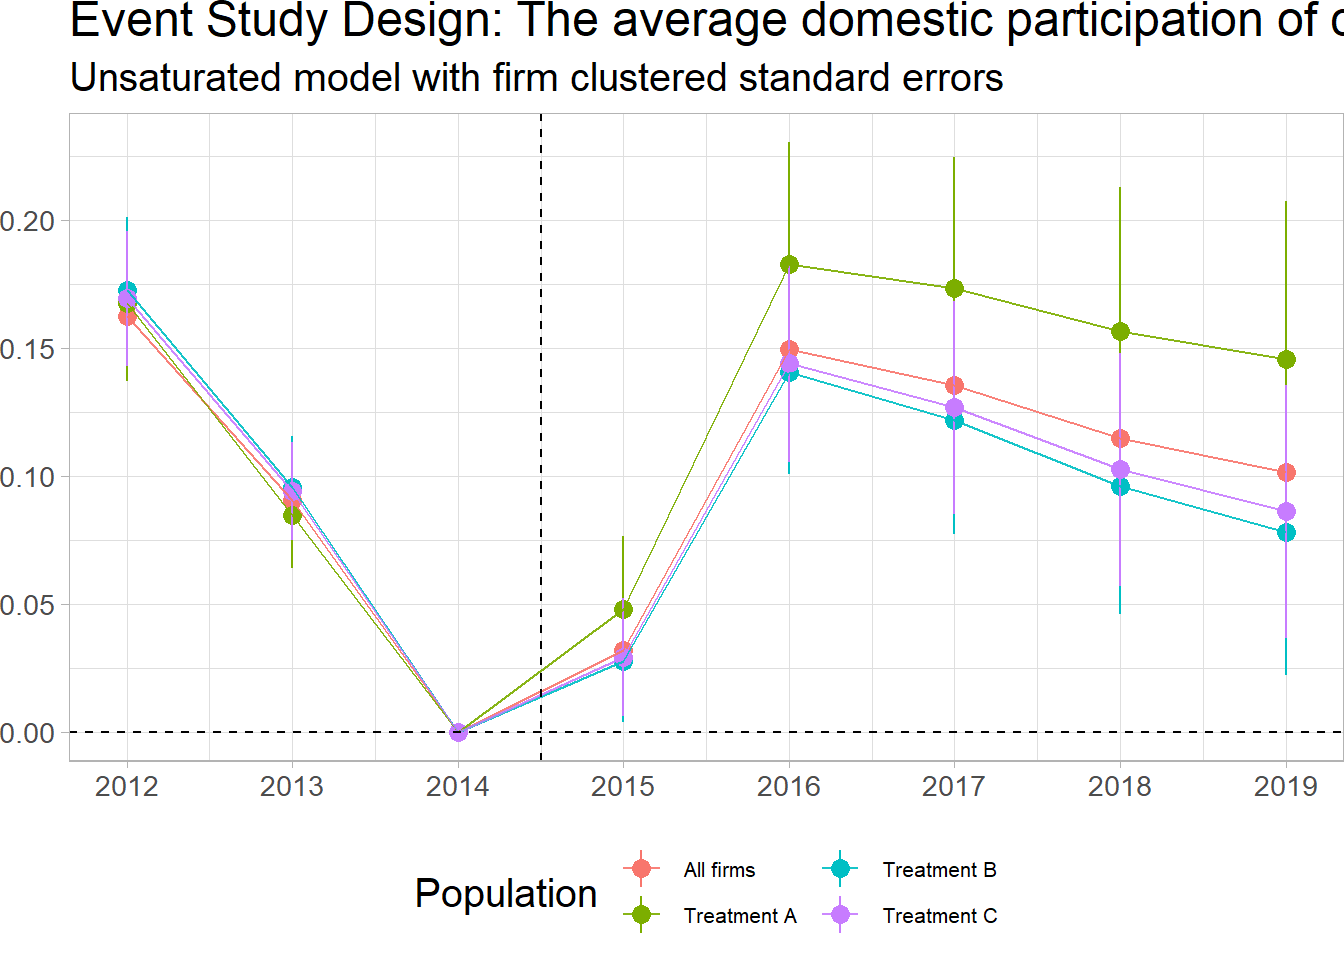 Event Study Design: The average domestic participation of
Unsaturated model with firm clustered standard errors
0.20
0.15
0.10
0.05
0.00
2012 2013 2014 2015 2016 2017 2018 2019
Population
All firms
Treatment A
Treatment B
Treatment C